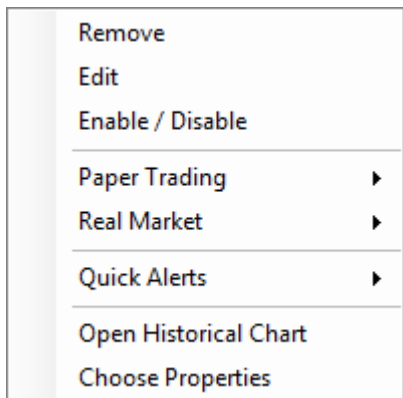 Remove
Edit
Enable / Disable
Paper Trading
Real Market
Quick Alerts
Open Historical Chart
Choose Properties